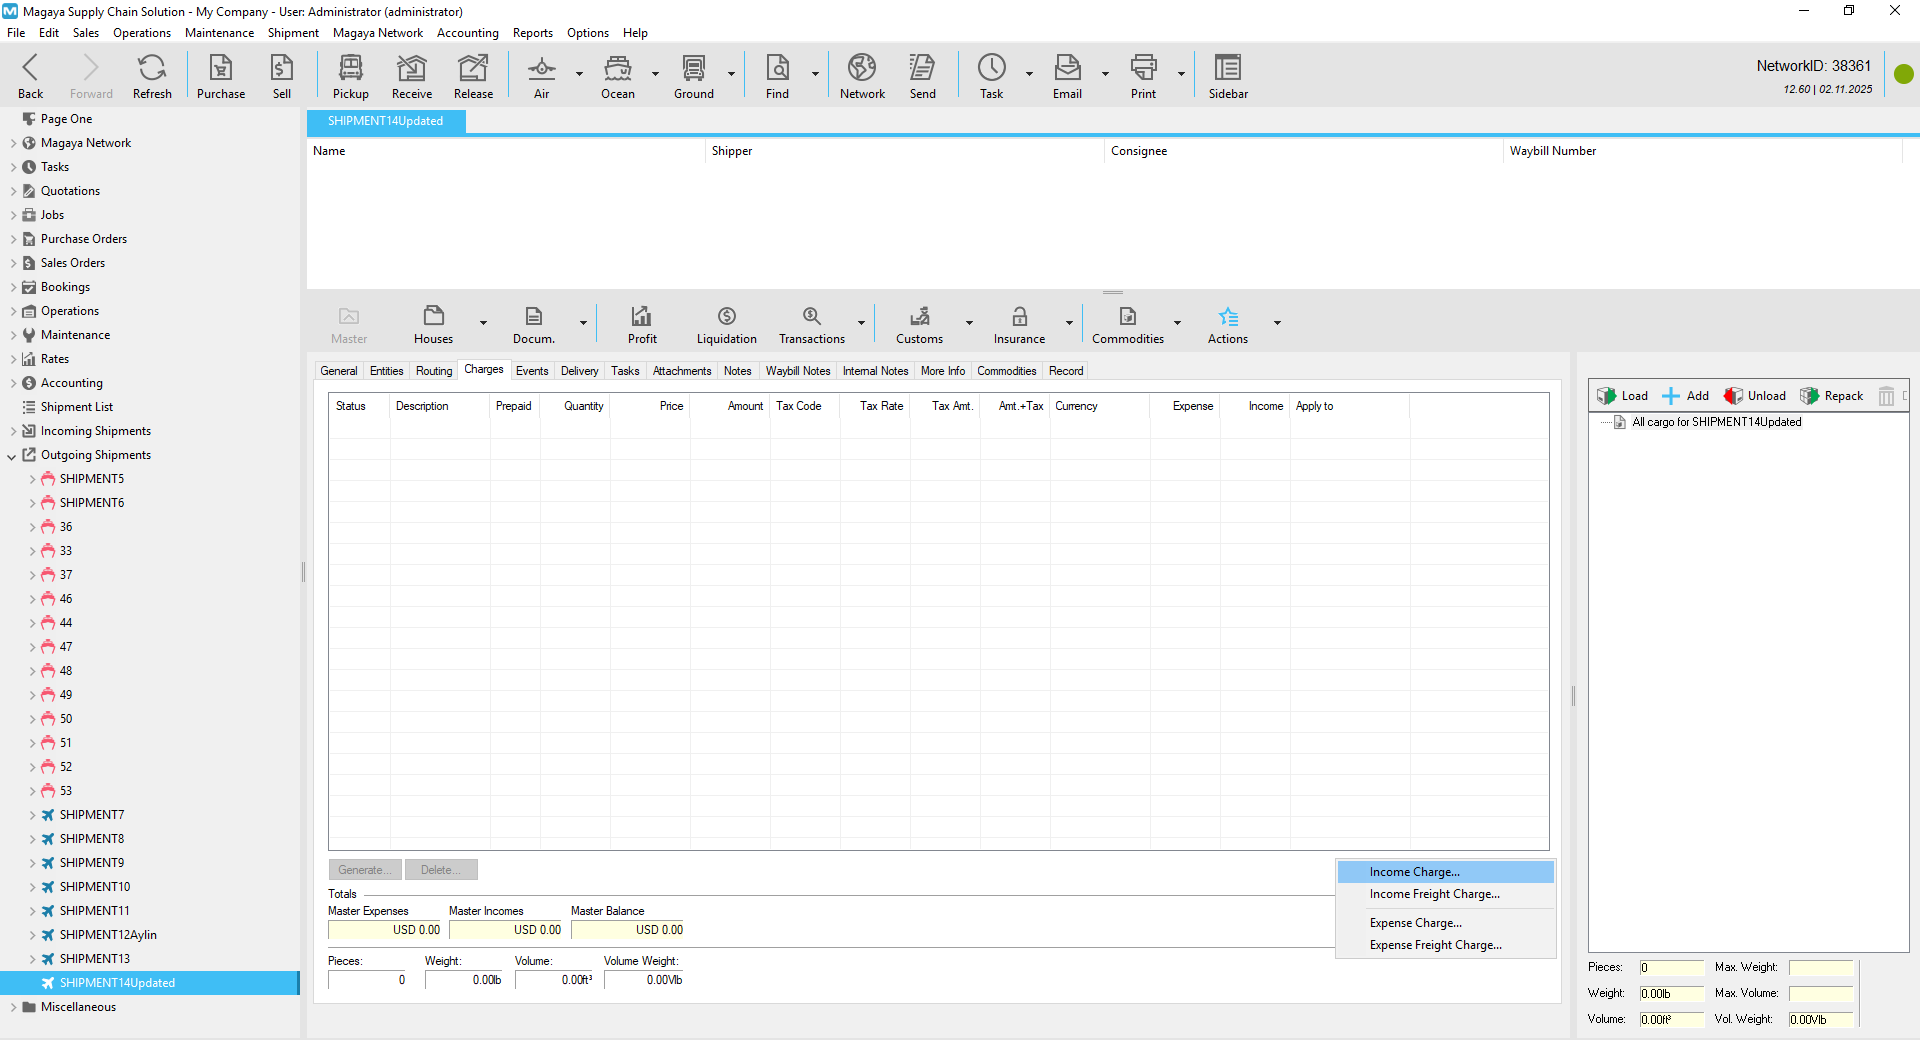 Magaya Supply Chain Solution - My Company - User: Administrator (administrator)
File Edit Sales Operations Maintenance Shipment Magaya Network Accounting Reports Options Help
Back Forward Refresh Purchase Sell Pickup Receive Release Air Ocean Ground Find Network Send Task Email Print Sidebar
NetworkID: 38361
12.60 | 02.11.2025
Page One
Magaya Network
Tasks
Quotations
Jobs
Purchase Orders
Sales Orders
Bookings
Operations
Maintenance
Rates
Accounting
Shipment List
Incoming Shipments
Outgoing Shipments
SHIPMENT5
SHIPMENT6
36
33
37
46
44
47
48
49
50
51
52
53
SHIPMENT7
SHIPMENT8
SHIPMENT9
SHIPMENT10
SHIPMENT11
SHIPMENT12Aylin
SHIPMENT13
SHIPMENT14Updated
Miscellaneous
SHIPMENT14Updated
Name Shipper Consignee Waybill Number
Master Houses Docum. Profit Liquidation Transactions Customs Insurance Commodities Actions
General Entities Routing Charges Events Delivery Tasks Attachments Notes Waybill Notes Internal Notes More Info Commodities Record
Status Description Prepaid Quantity Price Amount Tax Code Tax Rate Tax Amt. Amt.+Tax Currency Expense Income Apply to
Generate... Delete...
Income Charge...
Income Freight Charge...
Expense Charge...
Expense Freight Charge...
Totals
Master Expenses Master Incomes Master Balance
USD 0.00 USD 0.00 USD 0.00
Pieces: Weight: Volume: Volume Weight:
0 0.00lb 0.00ft³ 0.00Vlb
Load Add Unload Repack
All cargo for SHIPMENT14Updated
Pieces: 0 Max. Weight:
Weight: 0.00lb Max. Volume:
Volume: 0.00ft³ Vol. Weight: 0.00Vlb